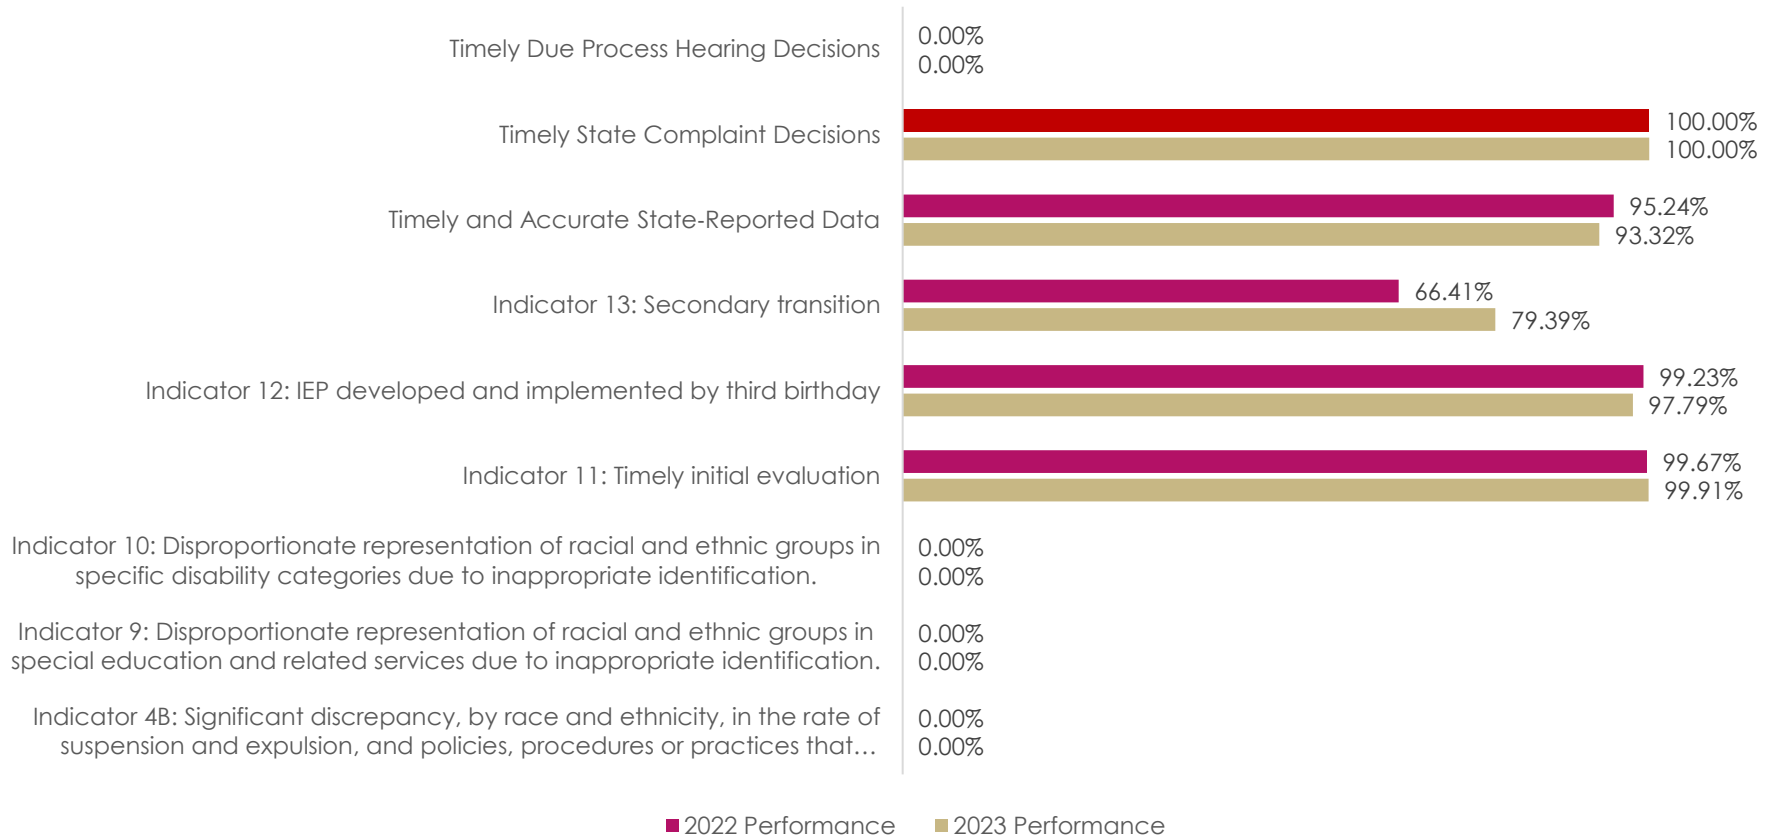 Timely Due Process Hearing Decisions
0.00%
0.00%
Timely State Complaint Decisions
100.00%
100.00%
Timely and Accurate State-Reported Data
95.24%
93.32%
Indicator 13: Secondary transition
66.41%
79.39%
Indicator 12: IEP developed and implemented by third birthday
99.23%
97.79%
Indicator 11: Timely initial evaluation
99.67%
99.91%
Indicator 10: Disproportionate representation of racial and ethnic groups in
specific disability categories due to inappropriate identification.
0.00%
0.00%
Indicator 9: Disproportionate representation of racial and ethnic groups in
special education and related services due to inappropriate identification.
0.00%
0.00%
Indicator 4B: Significant discrepancy, by race and ethnicity, in the rate of
suspension and expulsion, and policies, procedures or practices that…
0.00%
0.00%
2022 Performance
2023 Performance